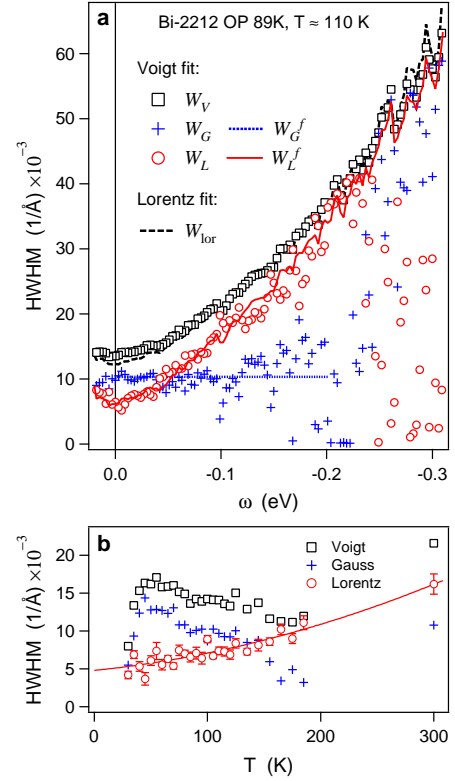 a
Bi-2212 OP 89K, T ≈ 110 K
Voigt fit:
W_V
W_G
W_G^f
W_L
W_L^f
Lorentz fit:
W_lor
HWHM (1/Å) ×10⁻³
60
50
40
30
20
10
0
0.0
-0.1
-0.2
-0.3
ω (eV)
b
Voigt
Gauss
Lorentz
HWHM (1/Å) ×10⁻³
20
15
10
5
0
0
100
200
300
T (K)